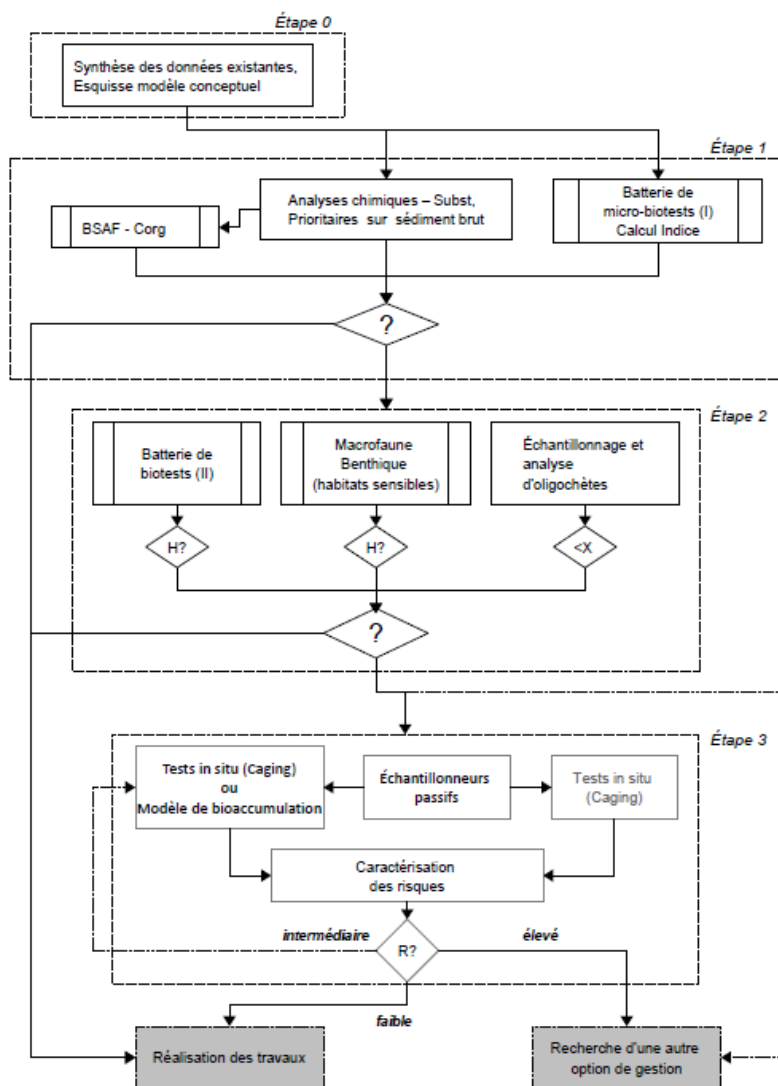 Étape 0
Synthèse des données existantes,
Esquisse modèle conceptuel
Étape 1
Analyses chimiques – Subst,
Prioritaires sur sédiment brut
BSAF - Corg
Batterie de
micro-biotests (I)
Calcul Indice
?
Étape 2
Batterie de
biotests (II)
Macrofaune
Benthique
(habitats sensibles)
Échantillonnage et
analyse
d'oligochètes
H?
H?
<X
?
Étape 3
Tests in situ (Caging)
ou
Modèle de bioaccumulation
Échantillonneurs
passifs
Tests in situ
(Caging)
Caractérisation
des risques
intermédiaire
R?
élevé
faible
Réalisation des travaux
Recherche d'une autre
option de gestion